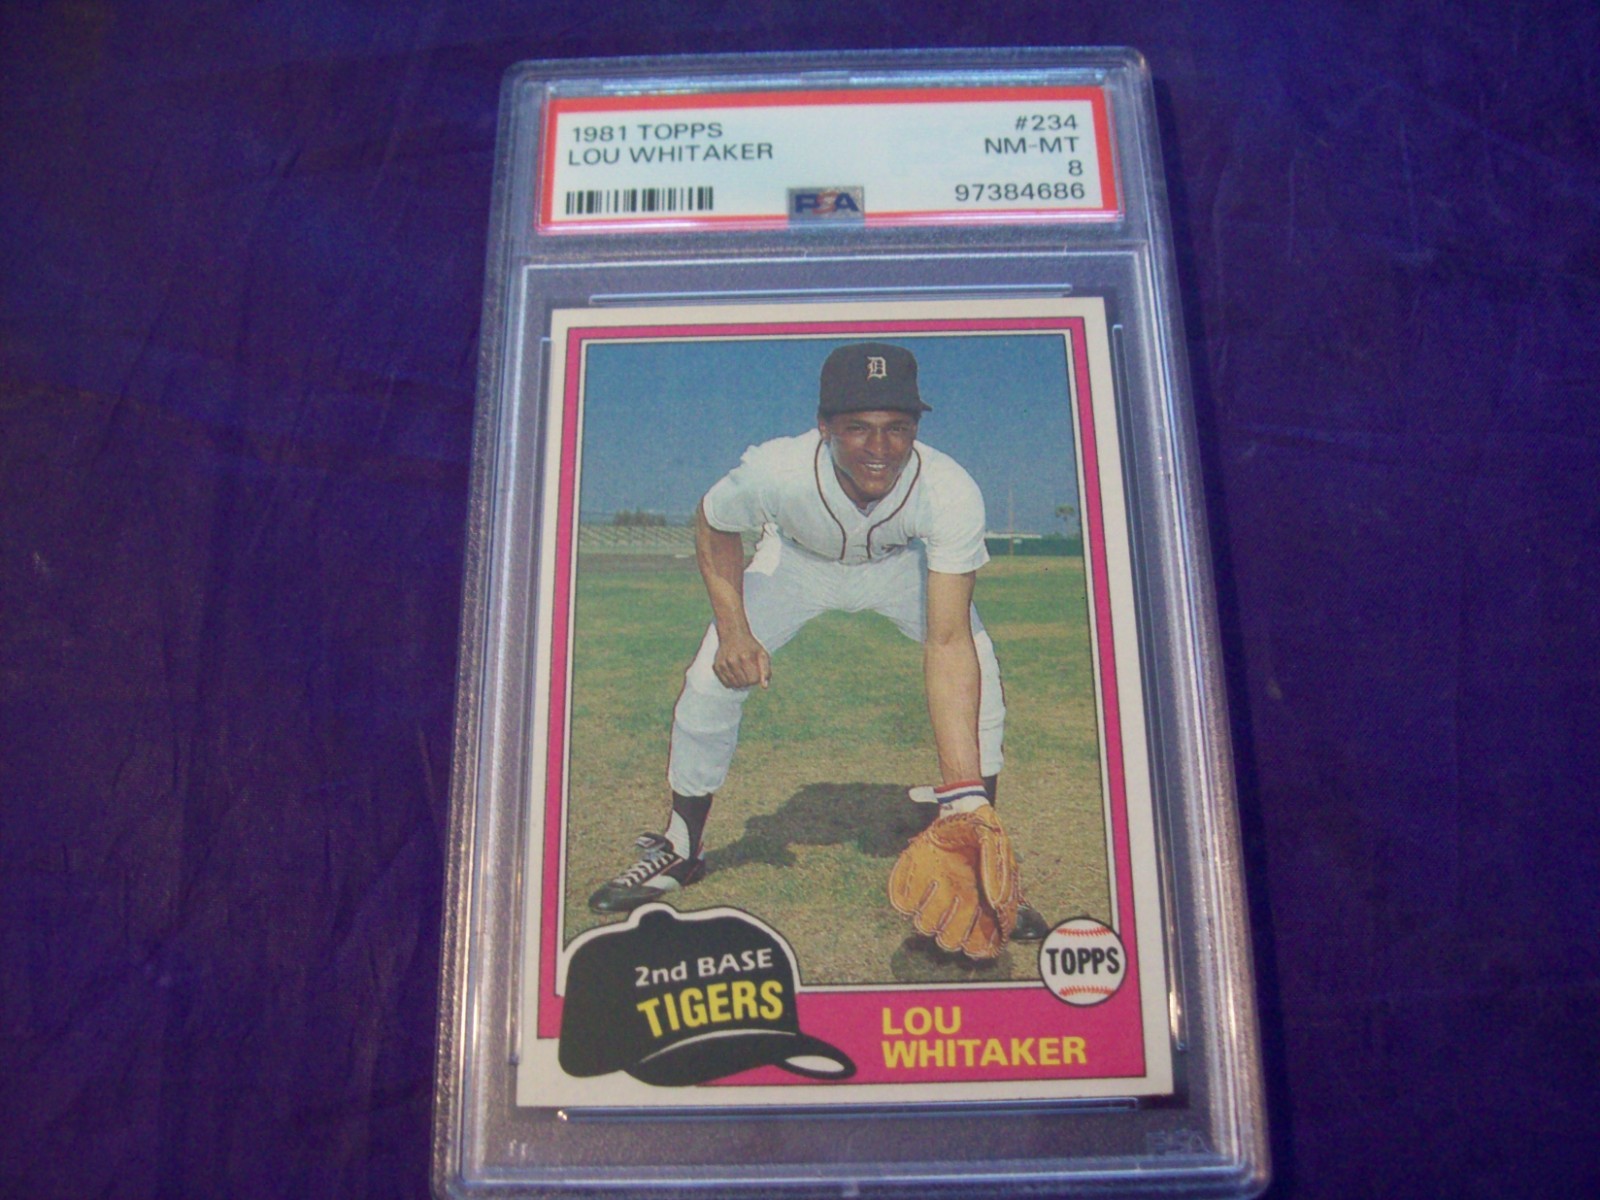 1981 TOPPS #234
LOU WHITAKER NM-MT
8
PSA 97384686
D
2nd BASE
TIGERS
TOPPS
LOU
WHITAKER